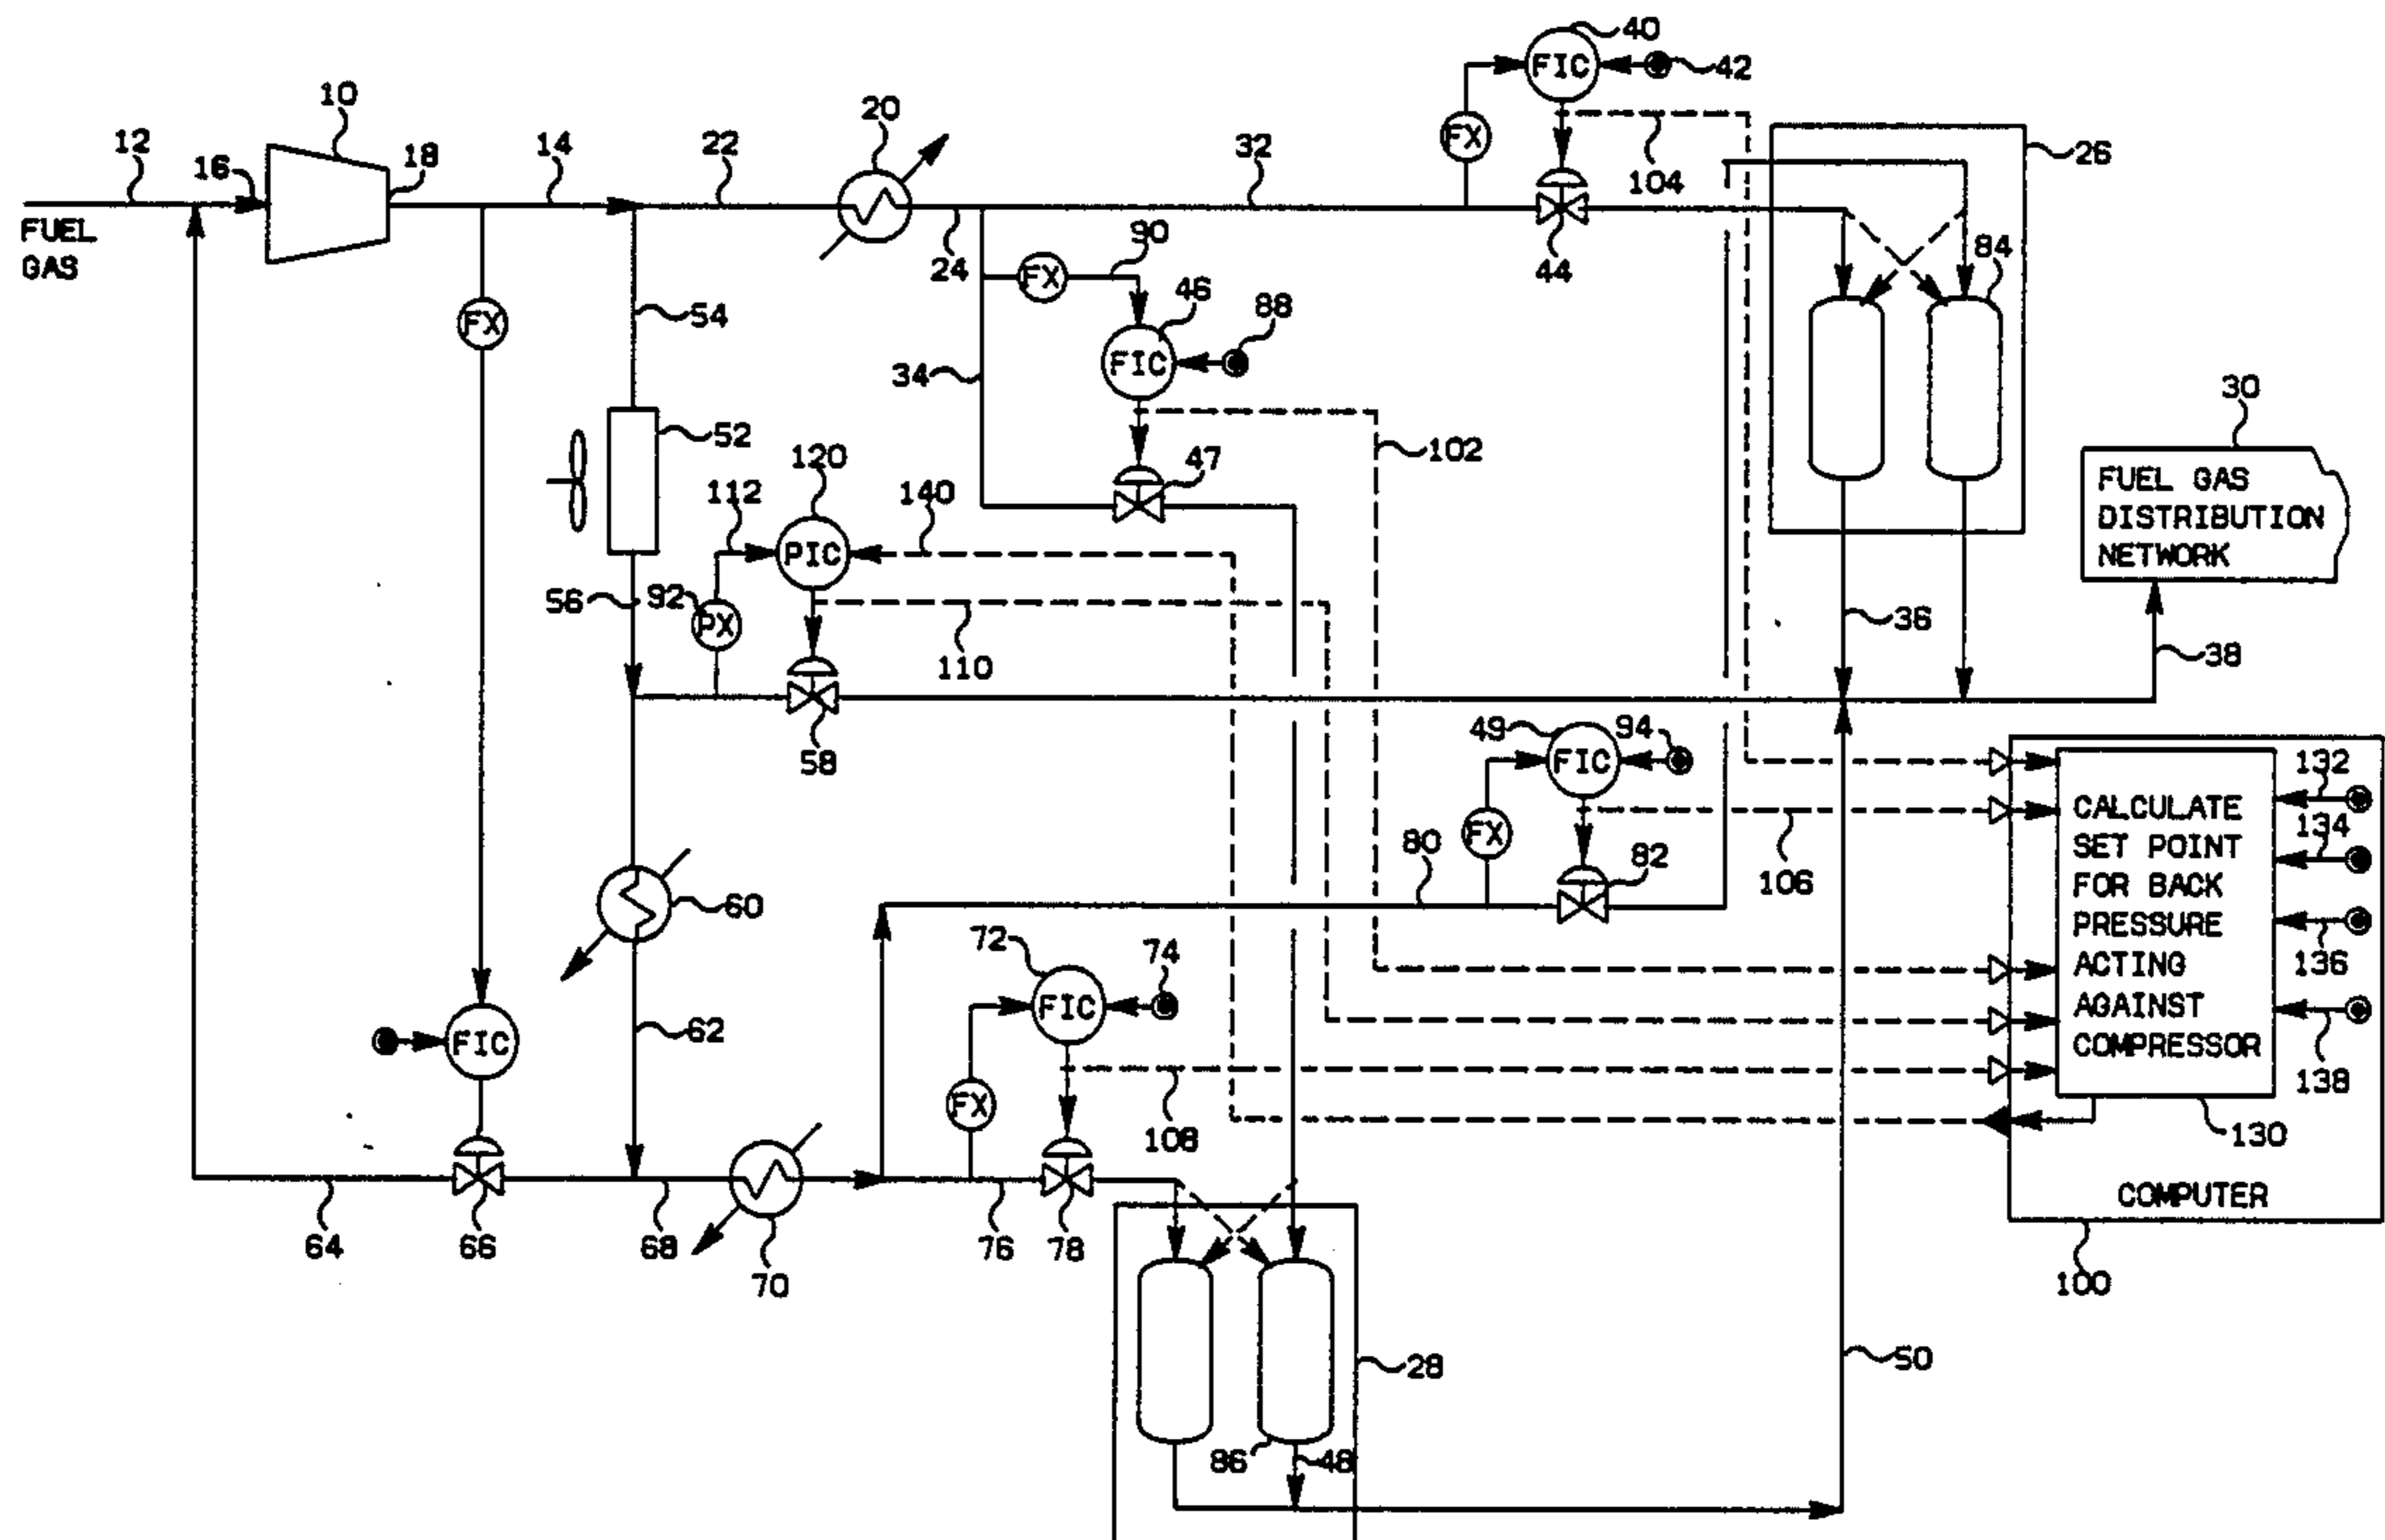 40
FIC
42
10
20
12
14
22
32
FX
16
18
104
26
FUEL
GAS
24
90
44
84
FX
46
FX
54
88
FIC
34
30
52
120
47
102
FUEL GAS
DISTRIBUTION
NETWORK
112
140
PIC
56
92
PX
36
110
38
58
49
94
FIC
132
CALCULATE
SET POINT
FOR BACK
PRESSURE
ACTING
AGAINST
COMPRESSOR
134
80
FX
82
106
60
136
72
74
FIC
FIC
62
138
FX
108
130
COMPUTER
64
66
68
76
78
70
100
28
50
86
48